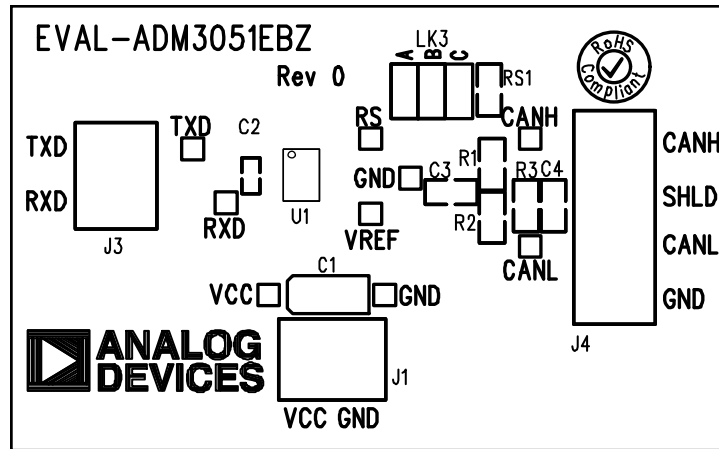 EVAL-ADM3051EBZ
Rev 0
LK3
A B C
RS1
RoHS
Compliant
TXD
RXD
J3
TXD
C2
RXD
U1
RS
GND
VREF
CANH
C3
R1
R2
R3 C4
CANL
CANH
SHLD
CANL
GND
J4
C1
VCC
GND
J1
VCC GND
ANALOG
DEVICES